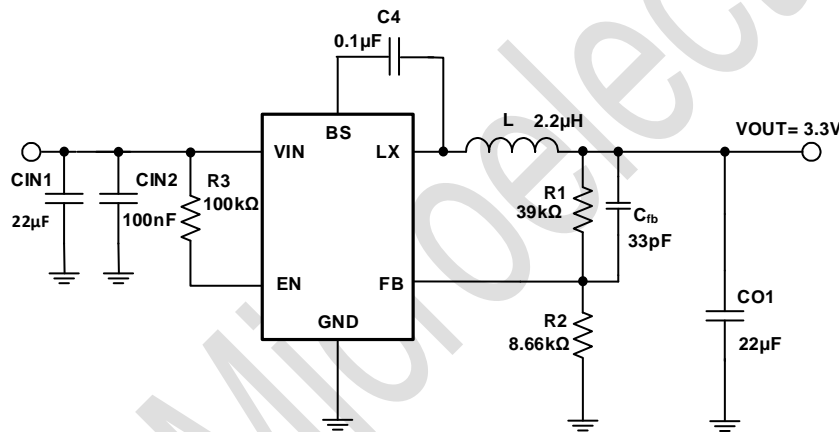 C4
0.1µF
BS
L 2.2µH
VOUT= 3.3V
VIN
LX
CIN1
22µF
CIN2
100nF
R3
100kΩ
R1
39kΩ
Cfb
33pF
EN
FB
GND
R2
8.66kΩ
CO1
22µF
Microelect